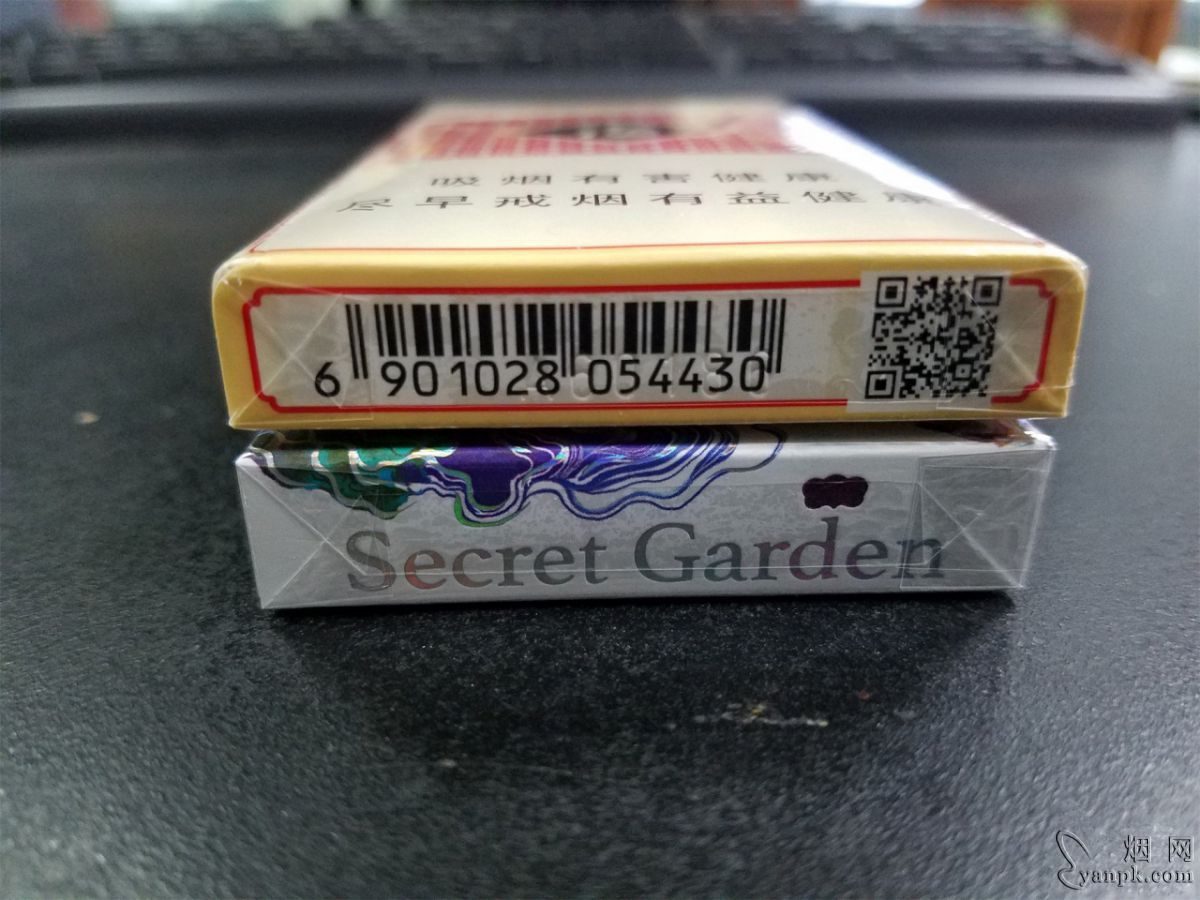 吸烟有害健康
尽早戒烟有益健康
6 901028 054430
Secret Garden
烟网
yanpk.com